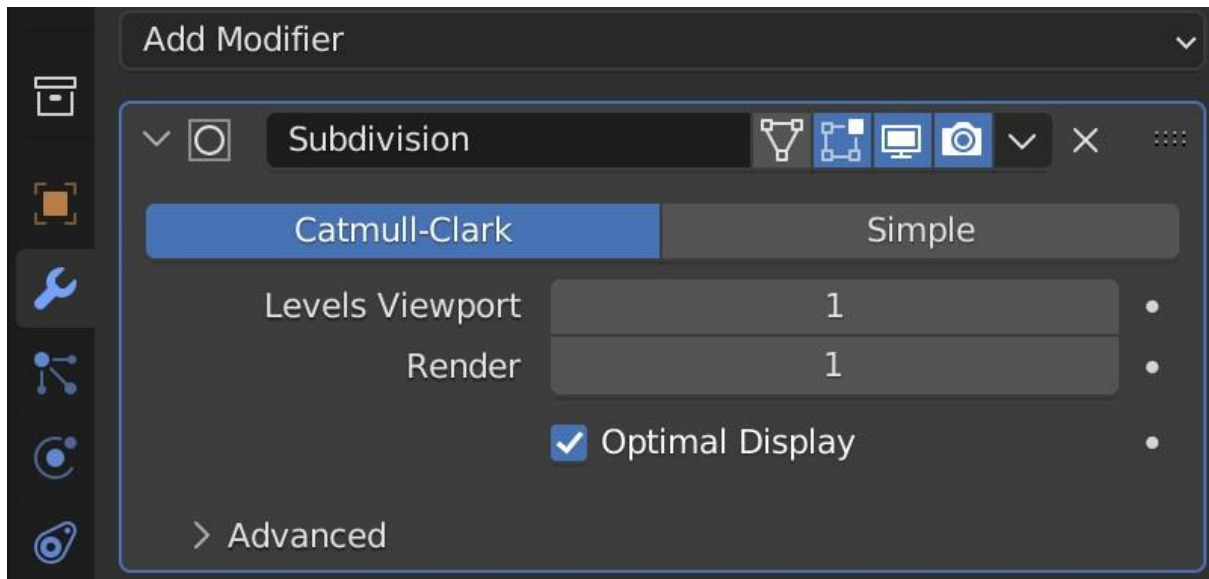 Add Modifier
Subdivision
Catmull-Clark Simple
Levels Viewport 1
Render 1
Optimal Display
Advanced